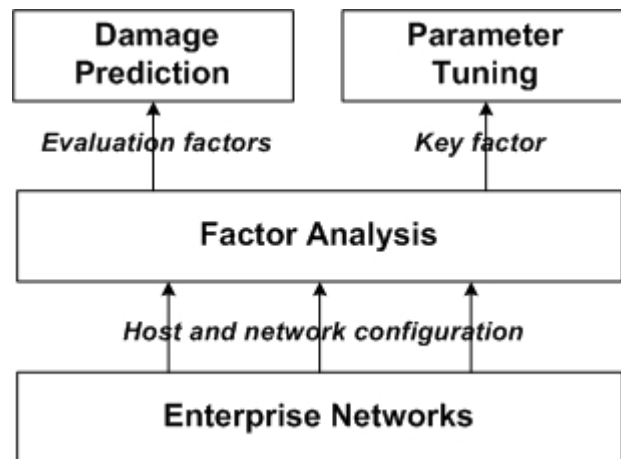 Damage
Prediction
Parameter
Tuning
Evaluation factors
Key factor
Factor Analysis
Host and network configuration
Enterprise Networks